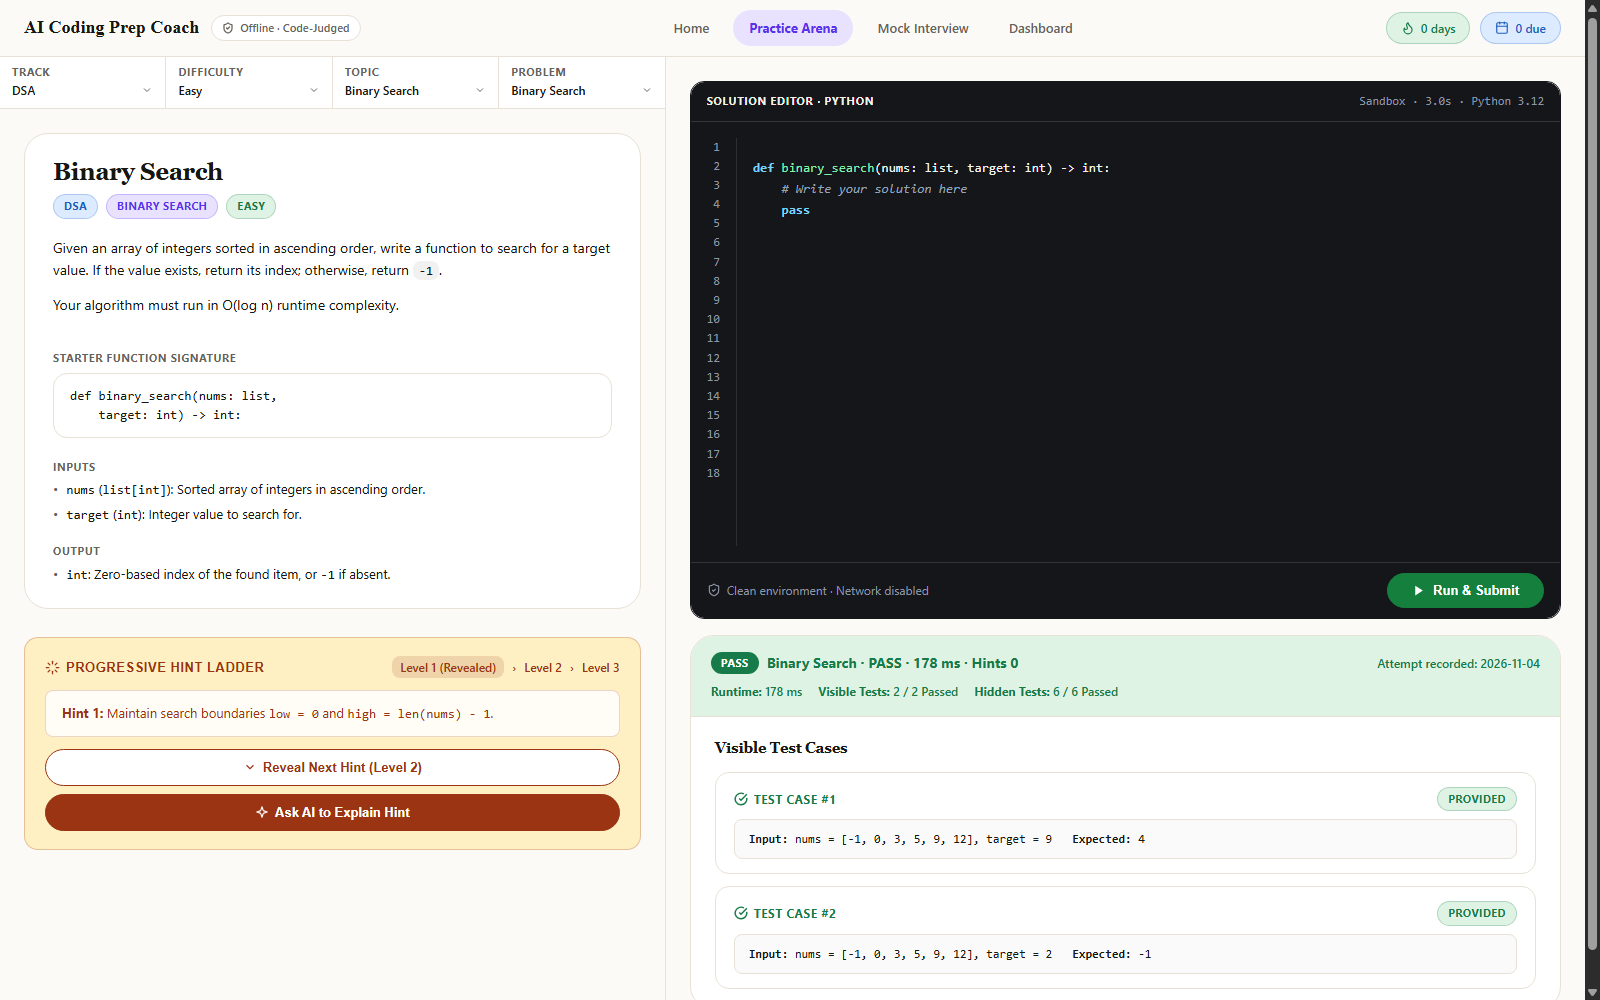 AI Coding Prep Coach
Offline · Code-Judged
Home
Practice Arena
Mock Interview
Dashboard
0 days
0 due
TRACK
DSA
DIFFICULTY
Easy
TOPIC
Binary Search
PROBLEM
Binary Search
Binary Search
DSA
BINARY SEARCH
EASY
Given an array of integers sorted in ascending order, write a function to search for a target
value. If the value exists, return its index; otherwise, return -1.
Your algorithm must run in O(log n) runtime complexity.
STARTER FUNCTION SIGNATURE
def binary_search(nums: list,
    target: int) -> int:
INPUTS
• nums (list[int]): Sorted array of integers in ascending order.
• target (int): Integer value to search for.
OUTPUT
• int: Zero-based index of the found item, or -1 if absent.
PROGRESSIVE HINT LADDER
Level 1 (Revealed) › Level 2 › Level 3
Hint 1: Maintain search boundaries low = 0 and high = len(nums) - 1.
Reveal Next Hint (Level 2)
Ask AI to Explain Hint
SOLUTION EDITOR · PYTHON
Sandbox · 3.0s · Python 3.12
1
2
3
4
5
6
7
8
9
10
11
12
13
14
15
16
17
18
def binary_search(nums: list, target: int) -> int:
    # Write your solution here
    pass
Clean environment · Network disabled
Run & Submit
PASS
Binary Search · PASS · 178 ms · Hints 0
Attempt recorded: 2026-11-04
Runtime: 178 ms
Visible Tests: 2 / 2 Passed
Hidden Tests: 6 / 6 Passed
Visible Test Cases
TEST CASE #1
PROVIDED
Input: nums = [-1, 0, 3, 5, 9, 12], target = 9 Expected: 4
TEST CASE #2
PROVIDED
Input: nums = [-1, 0, 3, 5, 9, 12], target = 2 Expected: -1